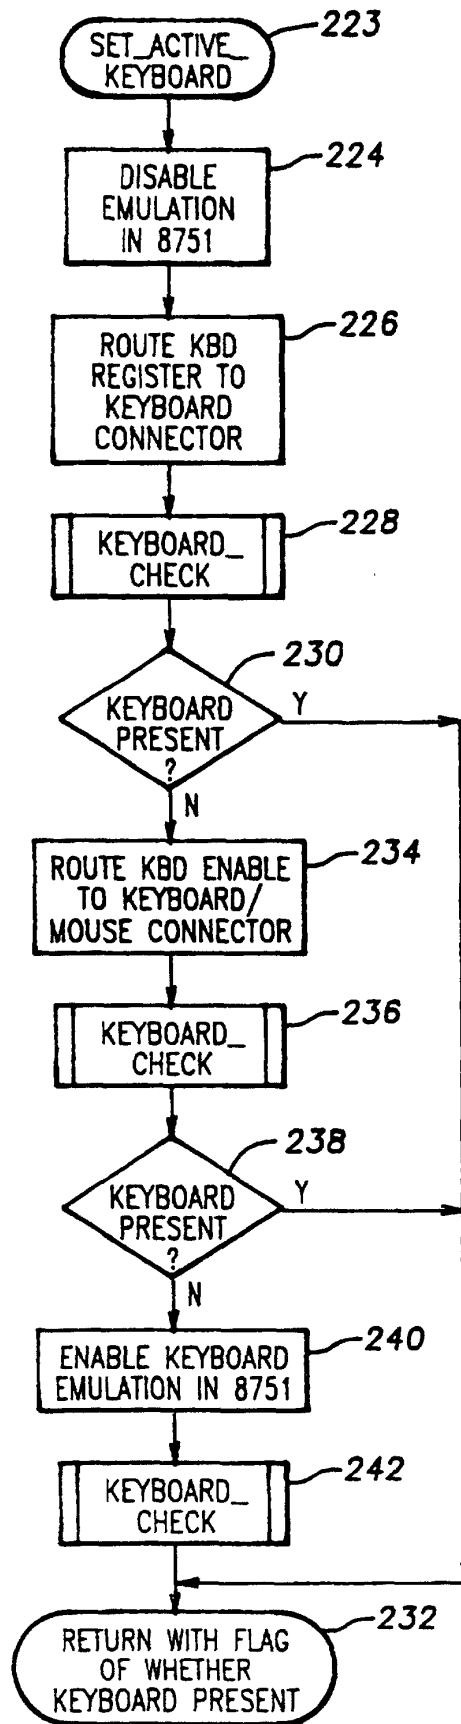 223
SET_ACTIVE_
KEYBOARD
224
DISABLE
EMULATION
IN 8751
226
ROUTE KBD
REGISTER TO
KEYBOARD
CONNECTOR
228
KEYBOARD_
CHECK
230
KEYBOARD
PRESENT
?
Y
N
234
ROUTE KBD ENABLE
TO KEYBOARD/
MOUSE CONNECTOR
236
KEYBOARD_
CHECK
238
KEYBOARD
PRESENT
?
Y
N
240
ENABLE KEYBOARD
EMULATION IN 8751
242
KEYBOARD_
CHECK
232
RETURN WITH FLAG
OF WHETHER
KEYBOARD PRESENT